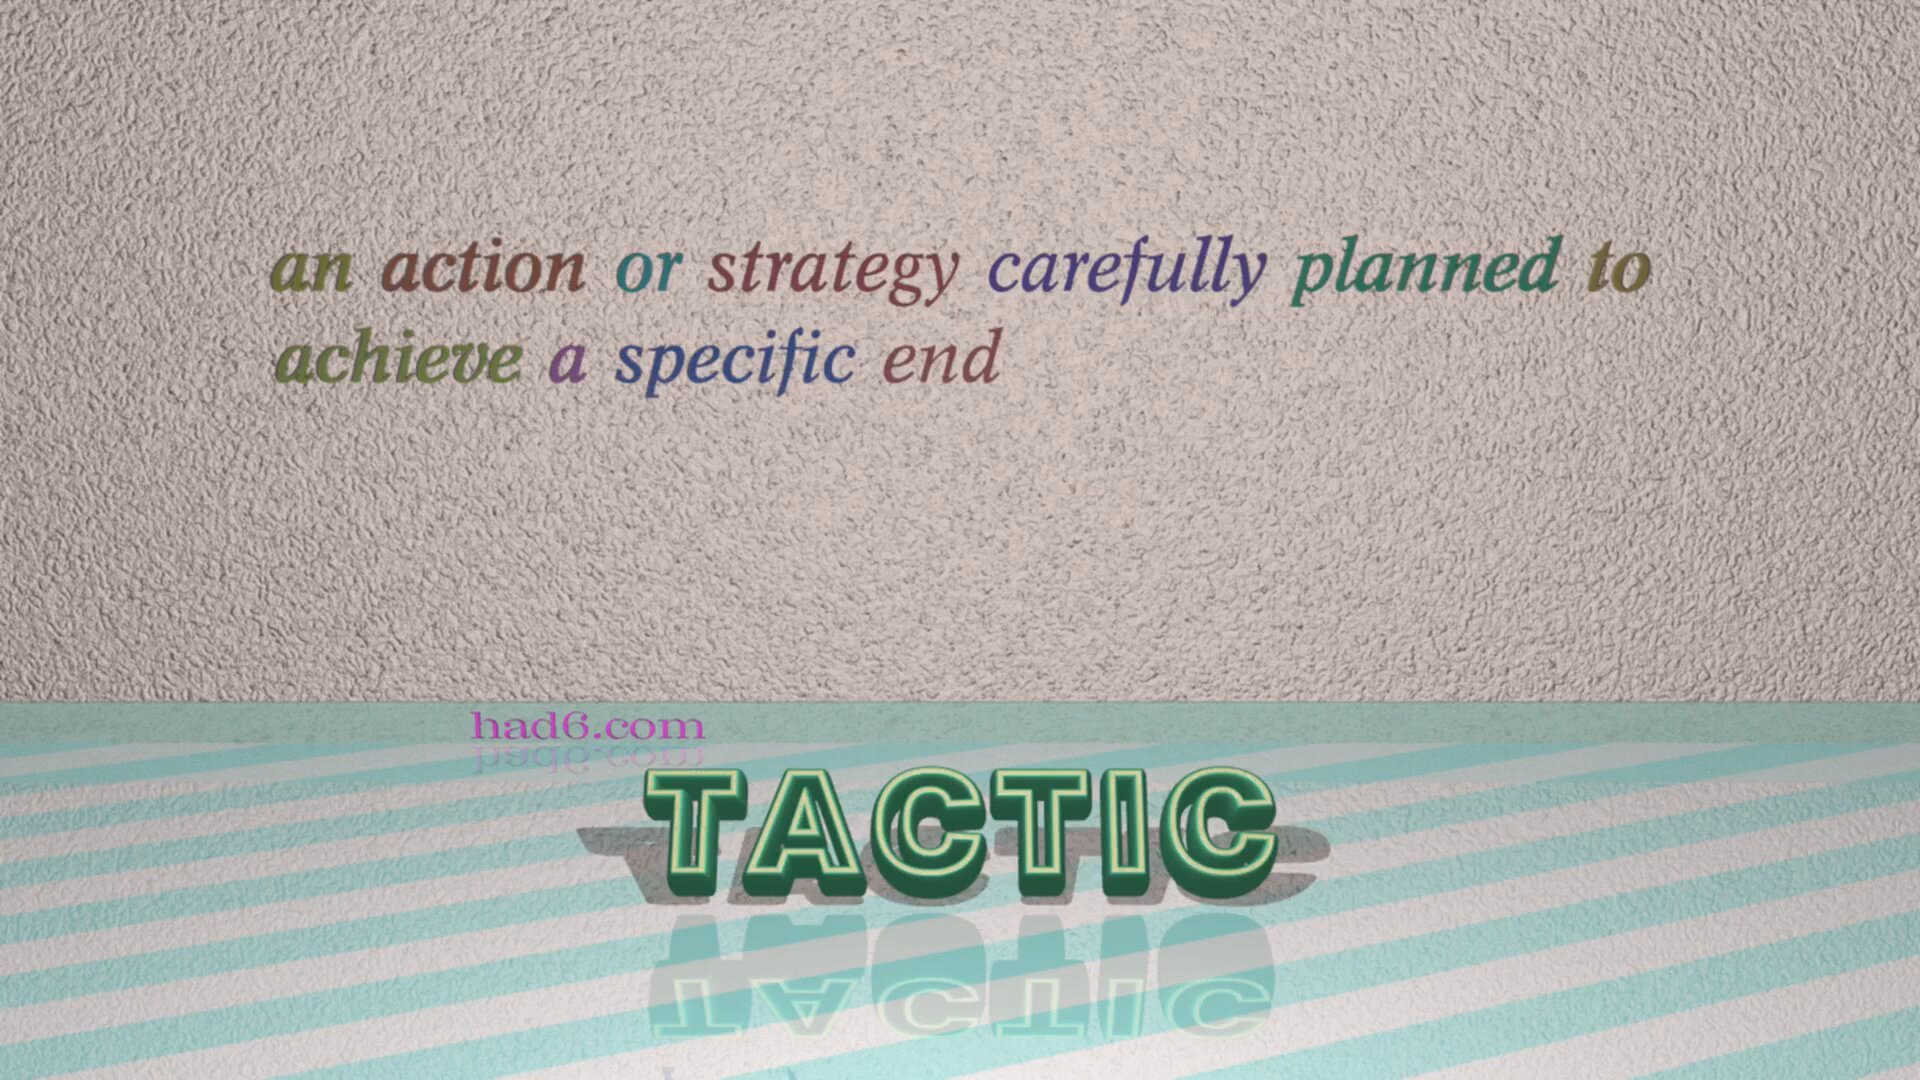 an action or strategy carefully planned to
achieve a specific end
had6.com
TACTIC